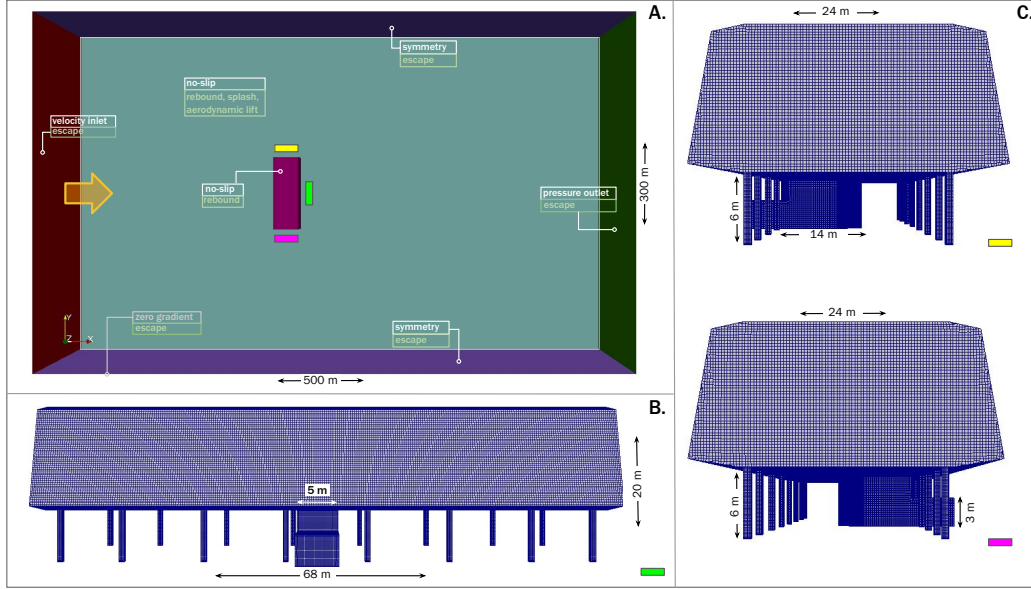 A.
symmetry
escape
no-slip
rebound, splash,
aerodynamic lift
velocity inlet
escape
no-slip
rebound
pressure outlet
escape
300 m
zero gradient
escape
symmetry
escape
Y
Z
X
500 m
B.
5 m
20 m
68 m
C.
24 m
6 m
14 m
24 m
6 m
3 m